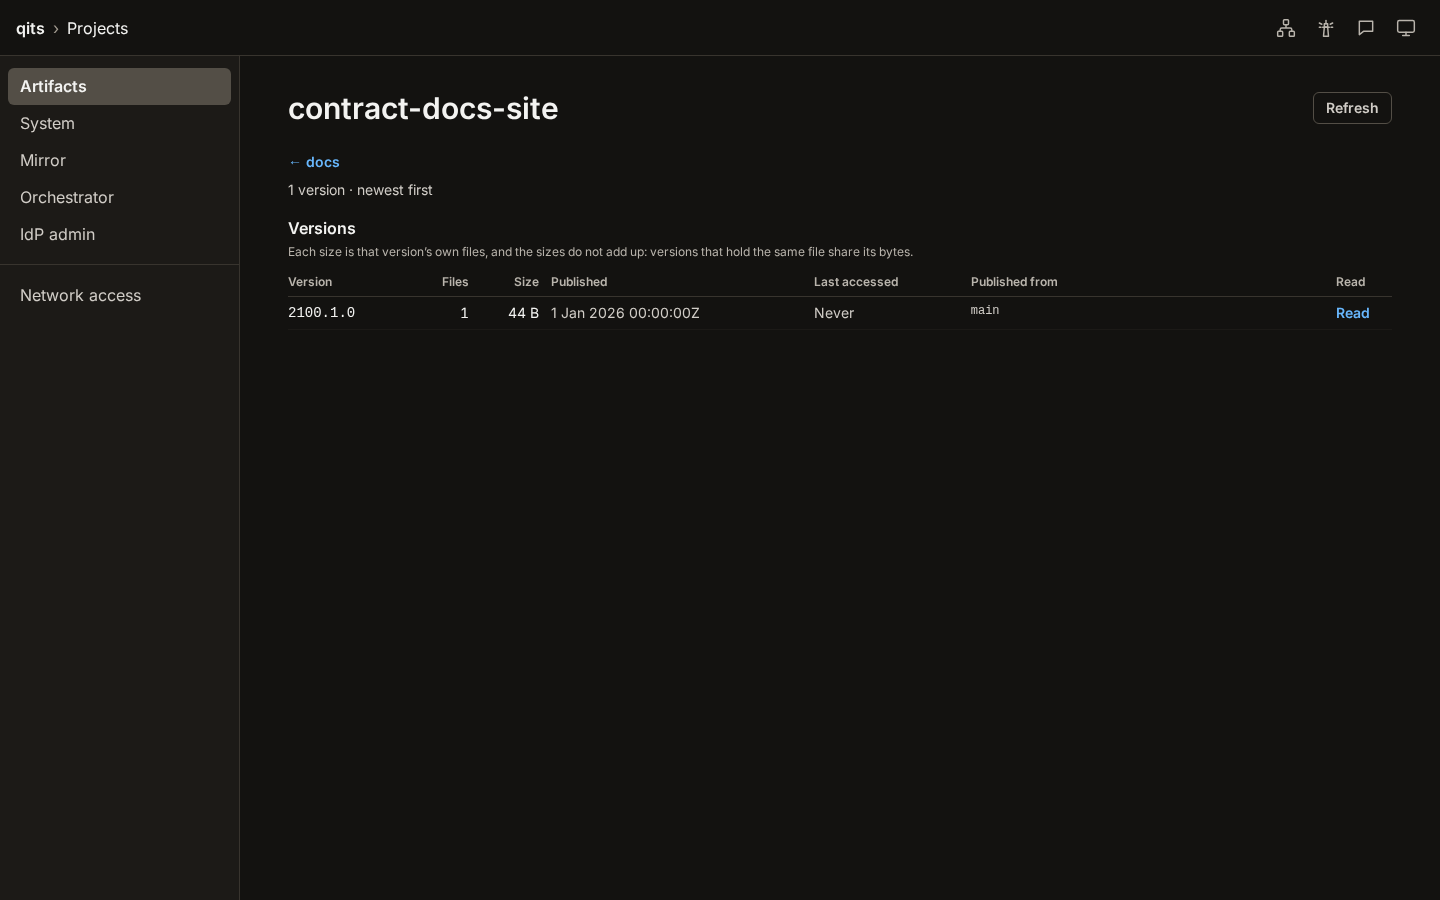 qits › Projects
Artifacts
System
Mirror
Orchestrator
IdP admin
Network access
contract-docs-site
Refresh
← docs
1 version · newest first
Versions
Each size is that version’s own files, and the sizes do not add up: versions that hold the same file share its bytes.
Version Files Size Published Last accessed Published from Read
2100.1.0 1 44 B 1 Jan 2026 00:00:00Z Never main Read